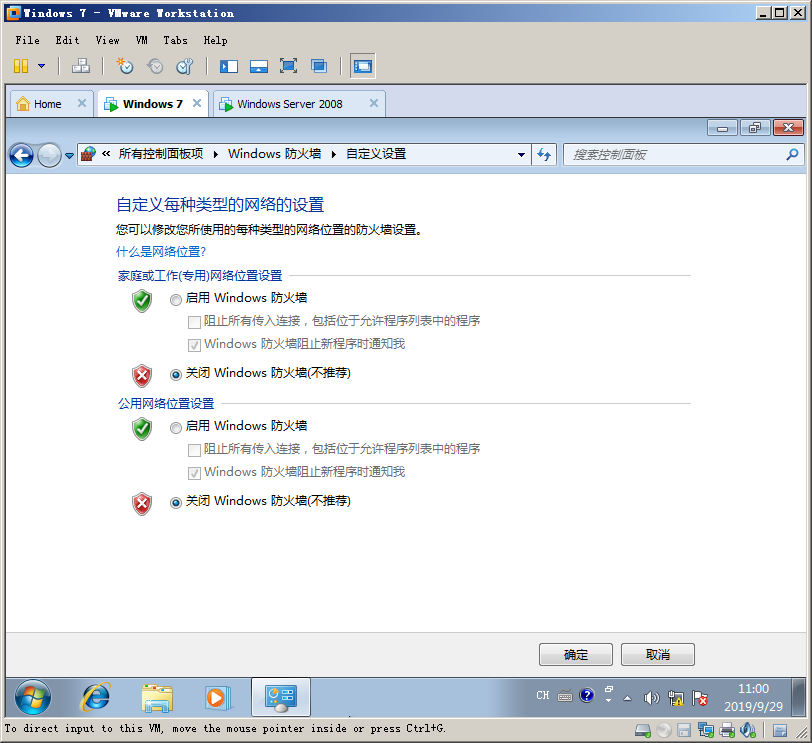 Windows 7 - VMware Workstation
File Edit View VM Tabs Help
Home Windows 7 Windows Server 2008
« 所有控制面板项 Windows 防火墙 自定义设置 搜索控制面板
自定义每种类型的网络的设置
您可以修改您所使用的每种类型的网络位置的防火墙设置。
什么是网络位置?
家庭或工作(专用)网络位置设置
启用 Windows 防火墙
阻止所有传入连接，包括位于允许程序列表中的程序
Windows 防火墙阻止新程序时通知我
关闭 Windows 防火墙(不推荐)
公用网络位置设置
启用 Windows 防火墙
阻止所有传入连接，包括位于允许程序列表中的程序
Windows 防火墙阻止新程序时通知我
关闭 Windows 防火墙(不推荐)
确定 取消
CH 11:00
2019/9/29
To direct input to this VM, move the mouse pointer inside or press Ctrl+G.